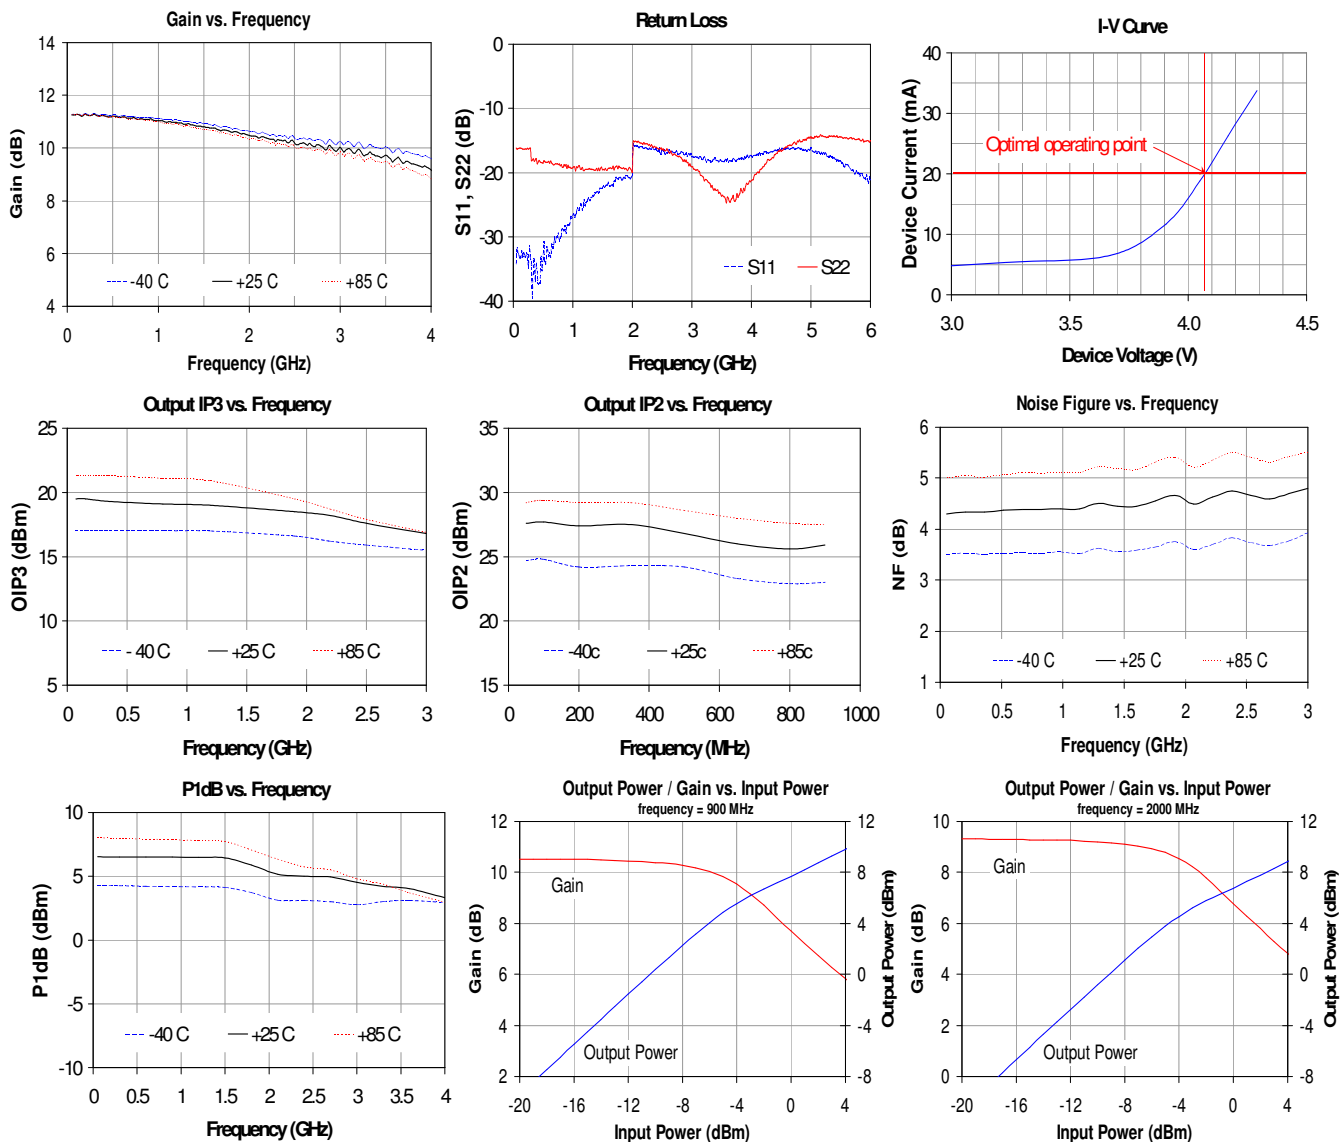 Gain vs. Frequency
14
12
10
8
6
4
Gain (dB)
-40 C
+25 C
+85 C
0
1
2
3
4
Frequency (GHz)
Return Loss
0
-10
-20
-30
-40
S11, S22 (dB)
S11
S22
0
1
2
3
4
5
6
Frequency (GHz)
I-V Curve
40
30
20
10
0
Device Current (mA)
Optimal operating point
3.0
3.5
4.0
4.5
Device Voltage (V)
Output IP3 vs. Frequency
25
20
15
10
5
OIP3 (dBm)
- 40 C
+25 C
+85 C
0
0.5
1
1.5
2
2.5
3
Frequency (GHz)
Output IP2 vs. Frequency
35
30
25
20
15
OIP2 (dBm)
-40c
+25c
+85c
0
200
400
600
800
1000
Frequency (MHz)
Noise Figure vs. Frequency
6
5
4
3
2
1
NF (dB)
-40 C
+25 C
+85 C
0
0.5
1
1.5
2
2.5
3
Frequency (GHz)
P1dB vs. Frequency
10
5
0
-5
-10
P1dB (dBm)
-40 C
+25 C
+85 C
0
0.5
1
1.5
2
2.5
3
3.5
4
Frequency (GHz)
Output Power / Gain vs. Input Power
frequency = 900 MHz
12
10
8
6
4
2
Gain (dB)
Gain
Output Power
12
8
4
0
-4
-8
Output Power (dBm)
-20
-16
-12
-8
-4
0
4
Input Power (dBm)
Output Power / Gain vs. Input Power
frequency = 2000 MHz
10
8
6
4
2
0
Gain (dB)
Gain
Output Power
12
8
4
0
-4
-8
Output Power (dBm)
-20
-16
-12
-8
-4
0
4
Input Power (dBm)